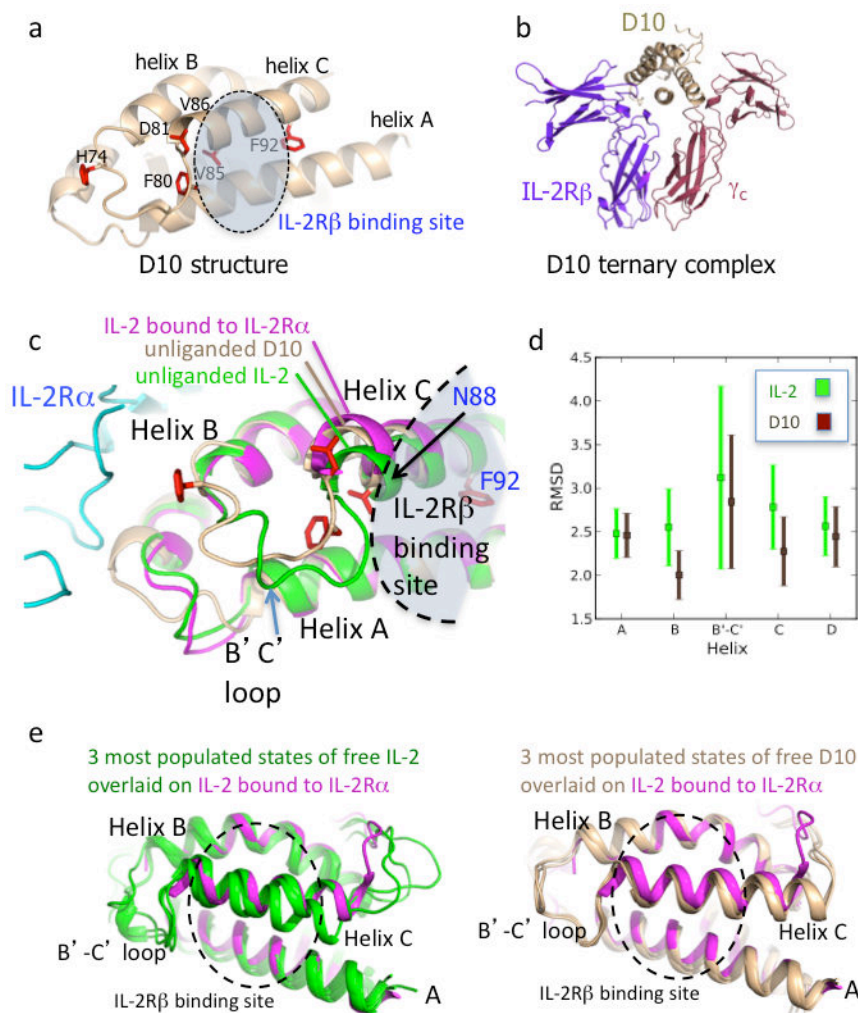 a
helix B
helix C
V86
helix A
D81
F92
H74
V85
F80
IL-2Rβ binding site
D10 structure
b
D10
IL-2Rβ
γc
D10 ternary complex
c
IL-2 bound to IL-2Rα
unliganded D10
unliganded IL-2
IL-2Rα
Helix C
N88
Helix B
F92
IL-2Rβ
binding
site
Helix A
B' C'
loop
d
4.5
4.0
3.5
3.0
2.5
2.0
1.5
RMSD
IL-2
D10
A
B
B'-C'
C
D
Helix
e
3 most populated states of free IL-2
overlaid on IL-2 bound to IL-2Rα
Helix B
B'-C' loop
Helix C
IL-2Rβ binding site
A
3 most populated states of free D10
overlaid on IL-2 bound to IL-2Rα
Helix B
B'-C' loop
Helix C
IL-2Rβ binding site
A